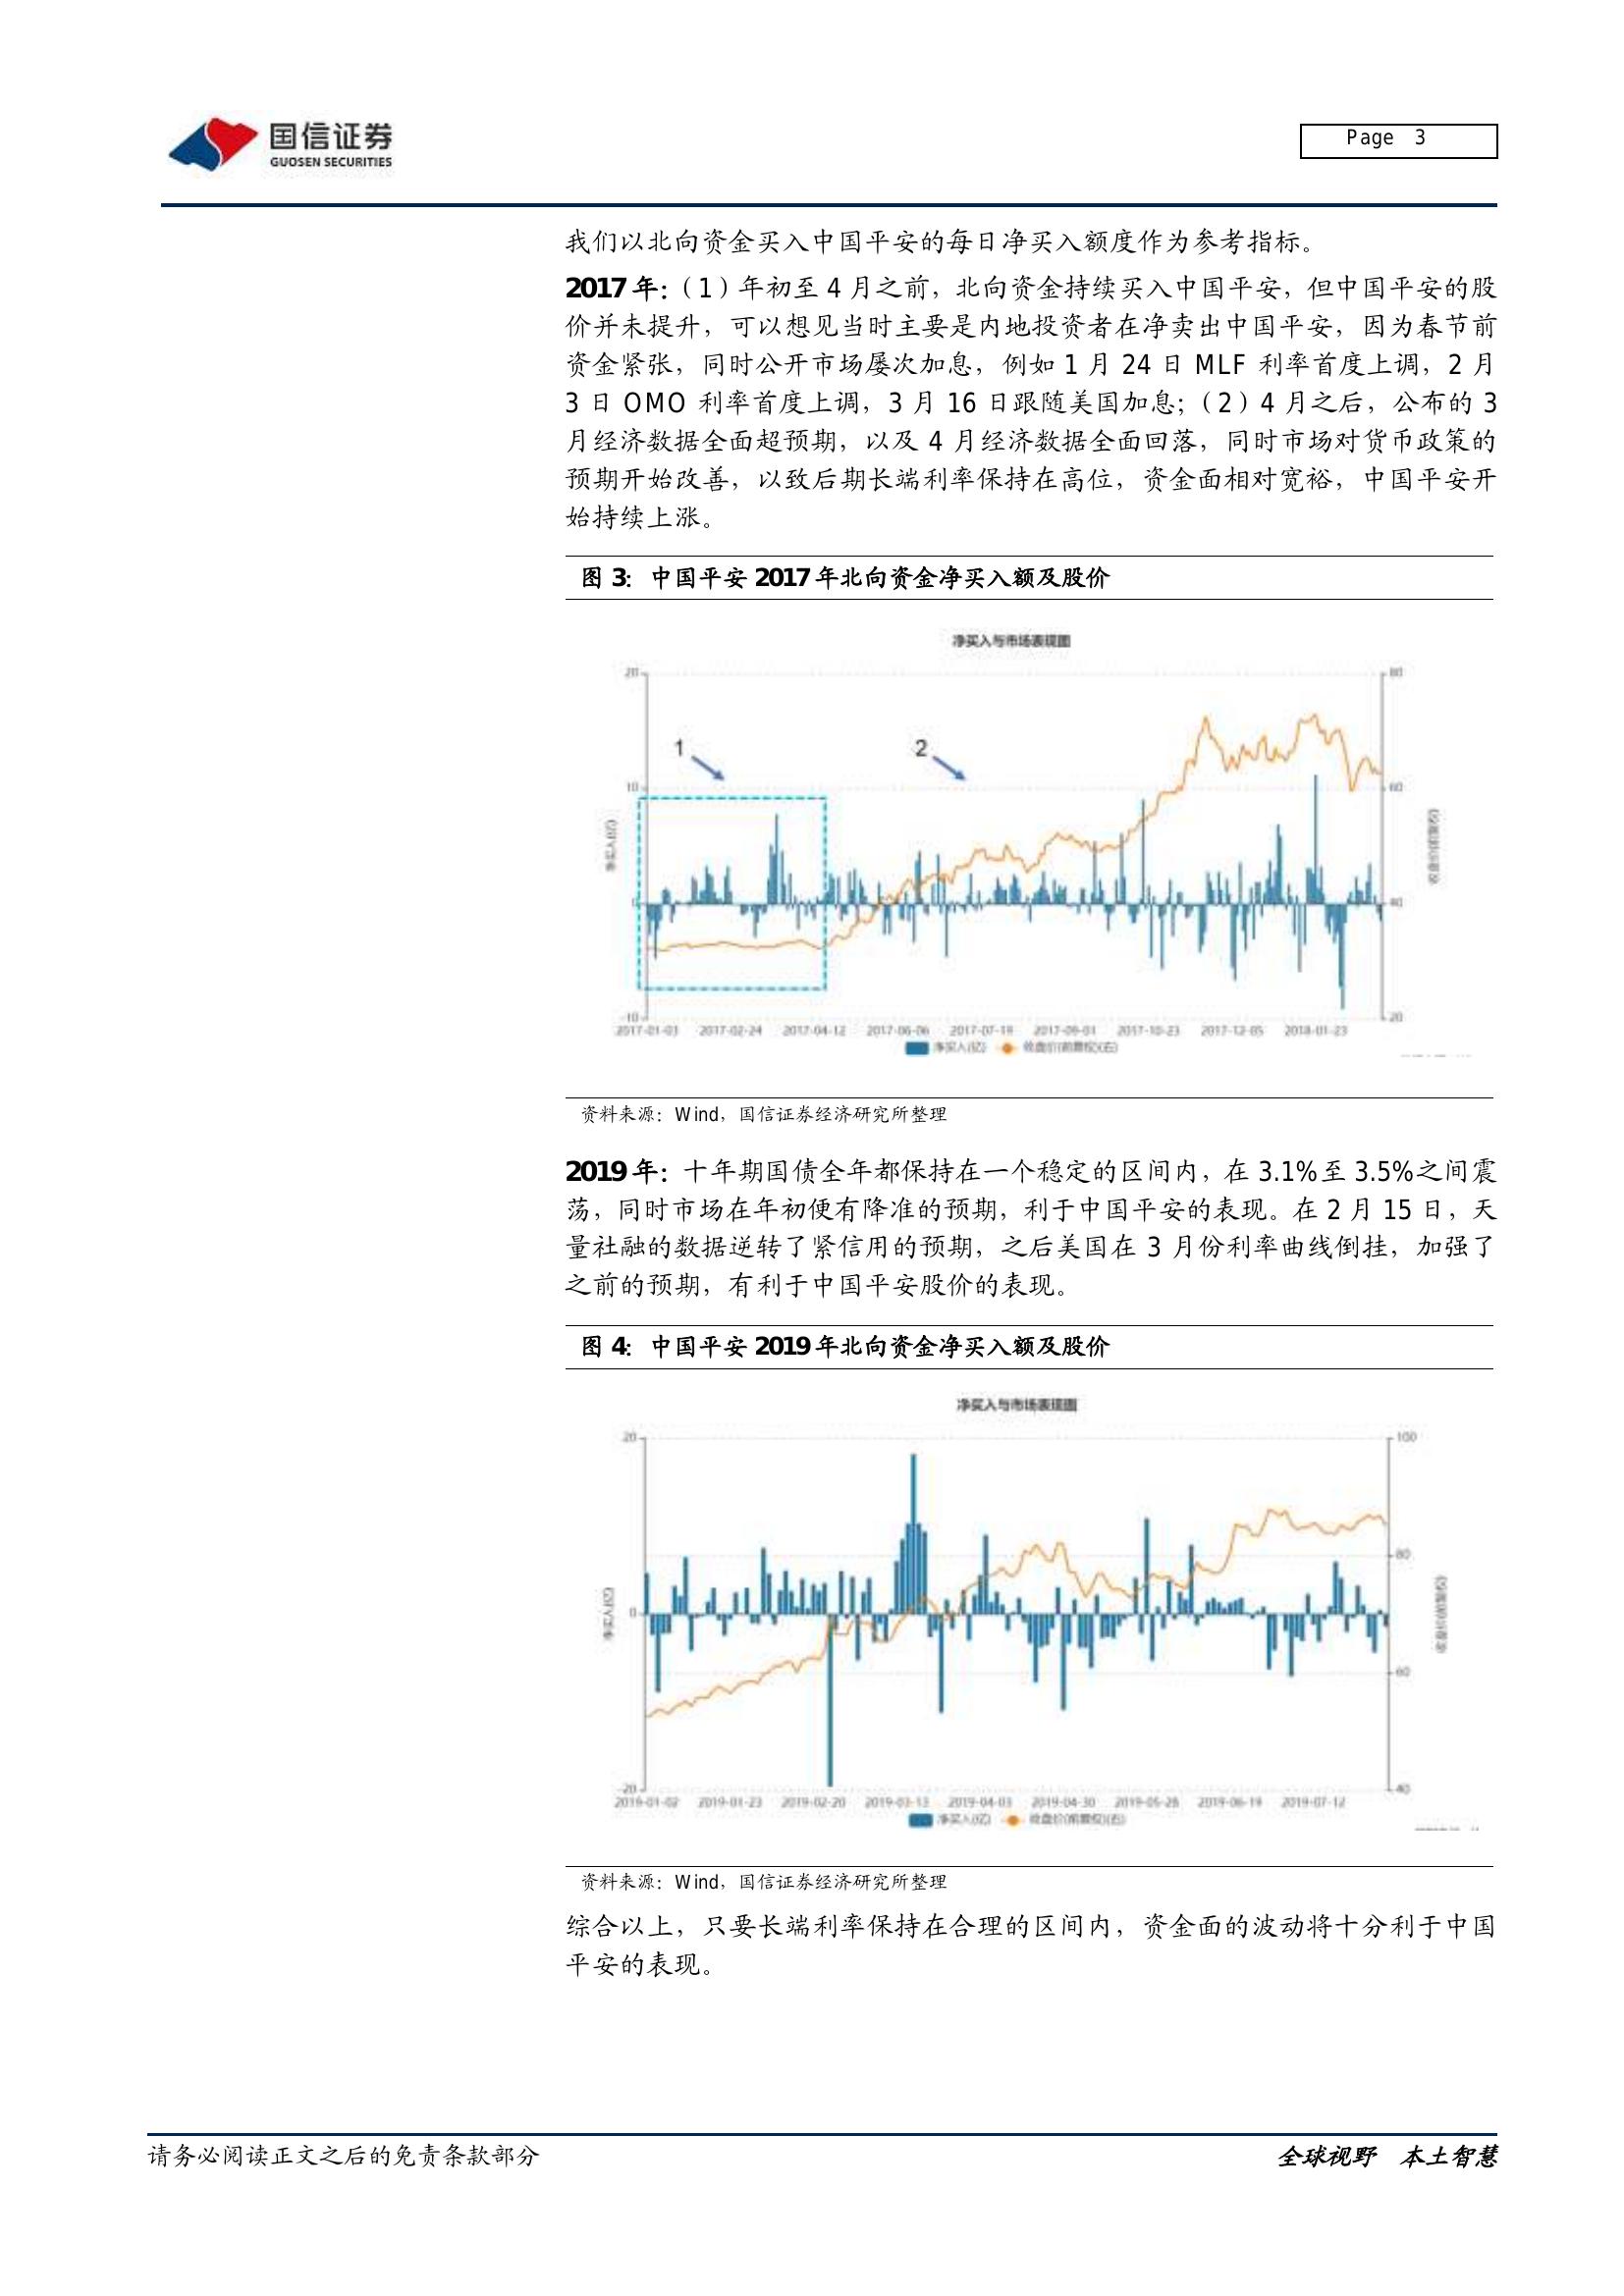 国信证券
GUOSEN SECURITIES
Page 3
我们以北向资金买入中国平安的每日净买入额度作为参考指标。
2017年：（1）年初至 4 月之前，北向资金持续买入中国平安，但中国平安的股
价并未提升，可以想见当时主要是内地投资者在净卖出中国平安，因为春节前
资金紧张，同时公开市场屡次加息，例如 1 月 24 日 MLF 利率首度上调，2 月
3 日 OMO 利率首度上调，3 月 16 日跟随美国加息；（2）4 月之后，公布的 3
月经济数据全面超预期，以及 4 月经济数据全面回落，同时市场对货币政策的
预期开始改善，以致后期长端利率保持在高位，资金面相对宽裕，中国平安开
始持续上涨。
图 3: 中国平安 2017年北向资金净买入额及股价
净买入与市场表现图
20 80
1 2
10 60
净买入(亿)
收盘价(前复权)
0 40
-10 20
2017-01-03 2017-02-24 2017-04-12 2017-06-06 2017-07-19 2017-09-01 2017-10-23 2017-12-05 2018-01-23
净买入(亿) 收盘价(前复权)(右)
资料来源：Wind，国信证券经济研究所整理
2019年：十年期国债全年都保持在一个稳定的区间内，在 3.1%至 3.5%之间震
荡，同时市场在年初便有降准的预期，利于中国平安的表现。在 2 月 15 日，天
量社融的数据逆转了紧信用的预期，之后美国在 3 月份利率曲线倒挂，加强了
之前的预期，有利于中国平安股价的表现。
图 4: 中国平安 2019年北向资金净买入额及股价
净买入与市场表现图
20 100
80
净买入(亿)
收盘价(前复权)
0
60
-20 40
2019-01-02 2019-01-23 2019-02-20 2019-03-13 2019-04-03 2019-04-30 2019-05-28 2019-06-19 2019-07-12
净买入(亿) 收盘价(前复权)(右)
资料来源：Wind，国信证券经济研究所整理
综合以上，只要长端利率保持在合理的区间内，资金面的波动将十分利于中国
平安的表现。
请务必阅读正文之后的免责条款部分
全球视野 本土智慧